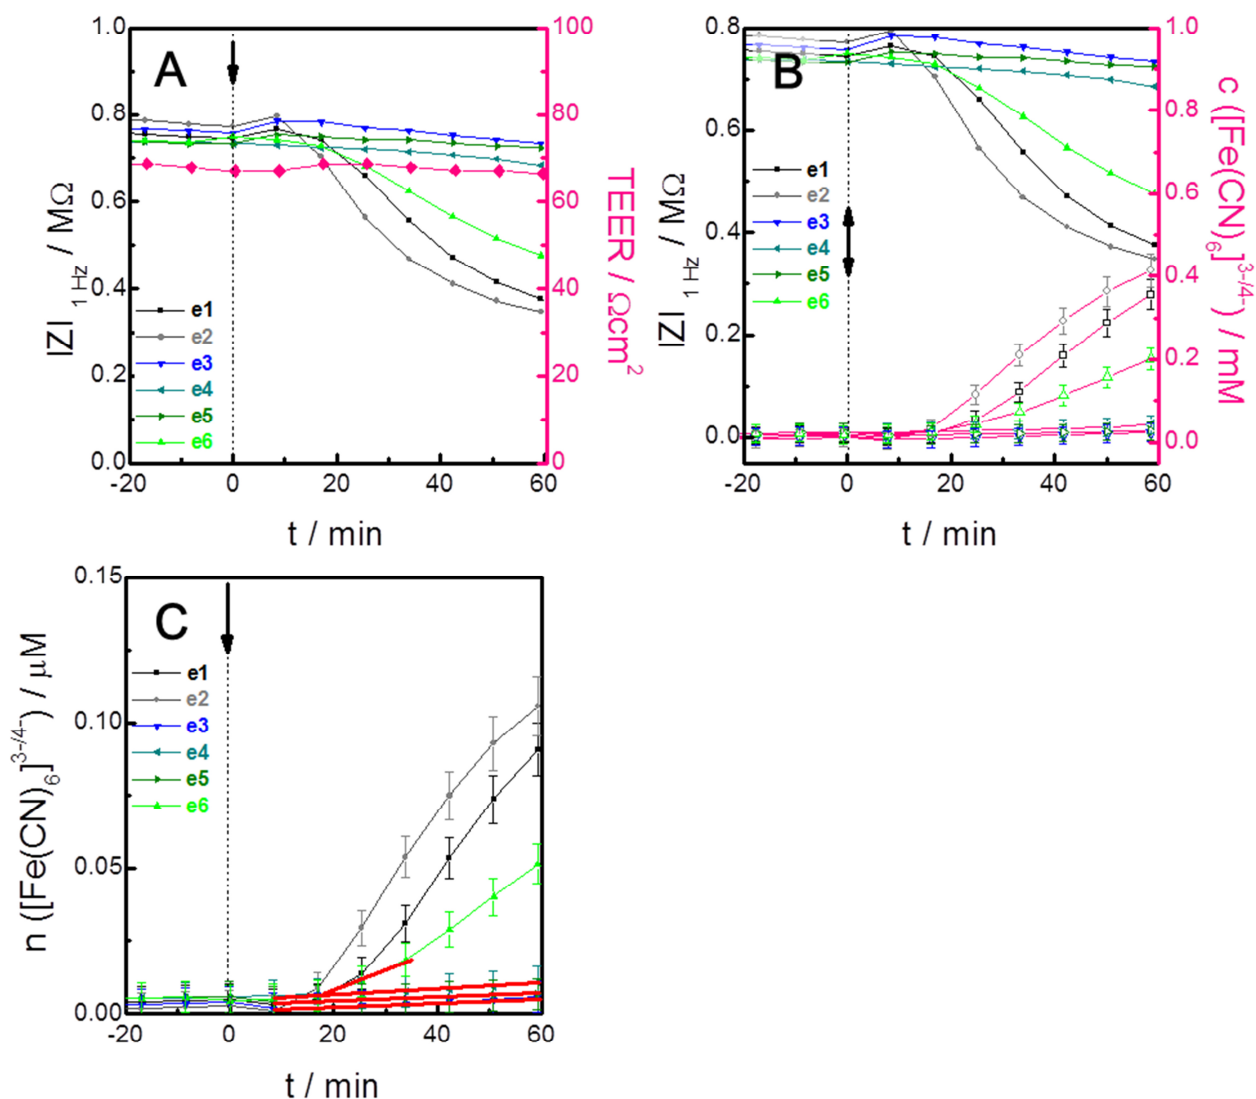 A
1.0
0.8
0.6
0.4
0.2
0.0
|Z| 1 Hz / MΩ
100
80
60
40
20
0
TEER / Ωcm2
e1
e2
e3
e4
e5
e6
-20
0
20
40
60
t / min
B
0.8
0.6
0.4
0.2
0.0
|Z| 1 Hz / MΩ
1.0
0.8
0.6
0.4
0.2
0.0
c ([Fe(CN)6]3-/4-) / mM
e1
e2
e3
e4
e5
e6
-20
0
20
40
60
t / min
C
0.15
0.10
0.05
0.00
n ([Fe(CN)6]3-/4-) / μM
e1
e2
e3
e4
e5
e6
-20
0
20
40
60
t / min